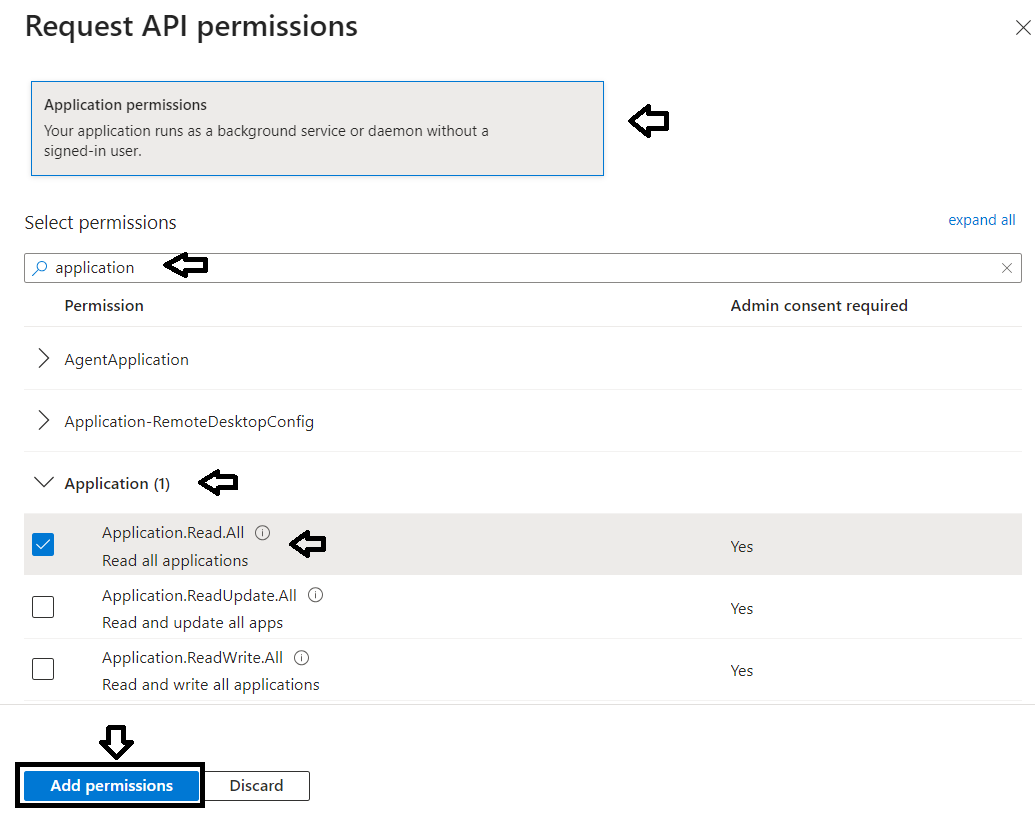 Request API permissions
Application permissions
Your application runs as a background service or daemon without a
signed-in user.
Select permissions
expand all
application
Permission
Admin consent required
AgentApplication
Application-RemoteDesktopConfig
Application (1)
Application.Read.All
Read all applications
Yes
Application.ReadUpdate.All
Read and update all apps
Yes
Application.ReadWrite.All
Read and write all applications
Yes
Add permissions
Discard